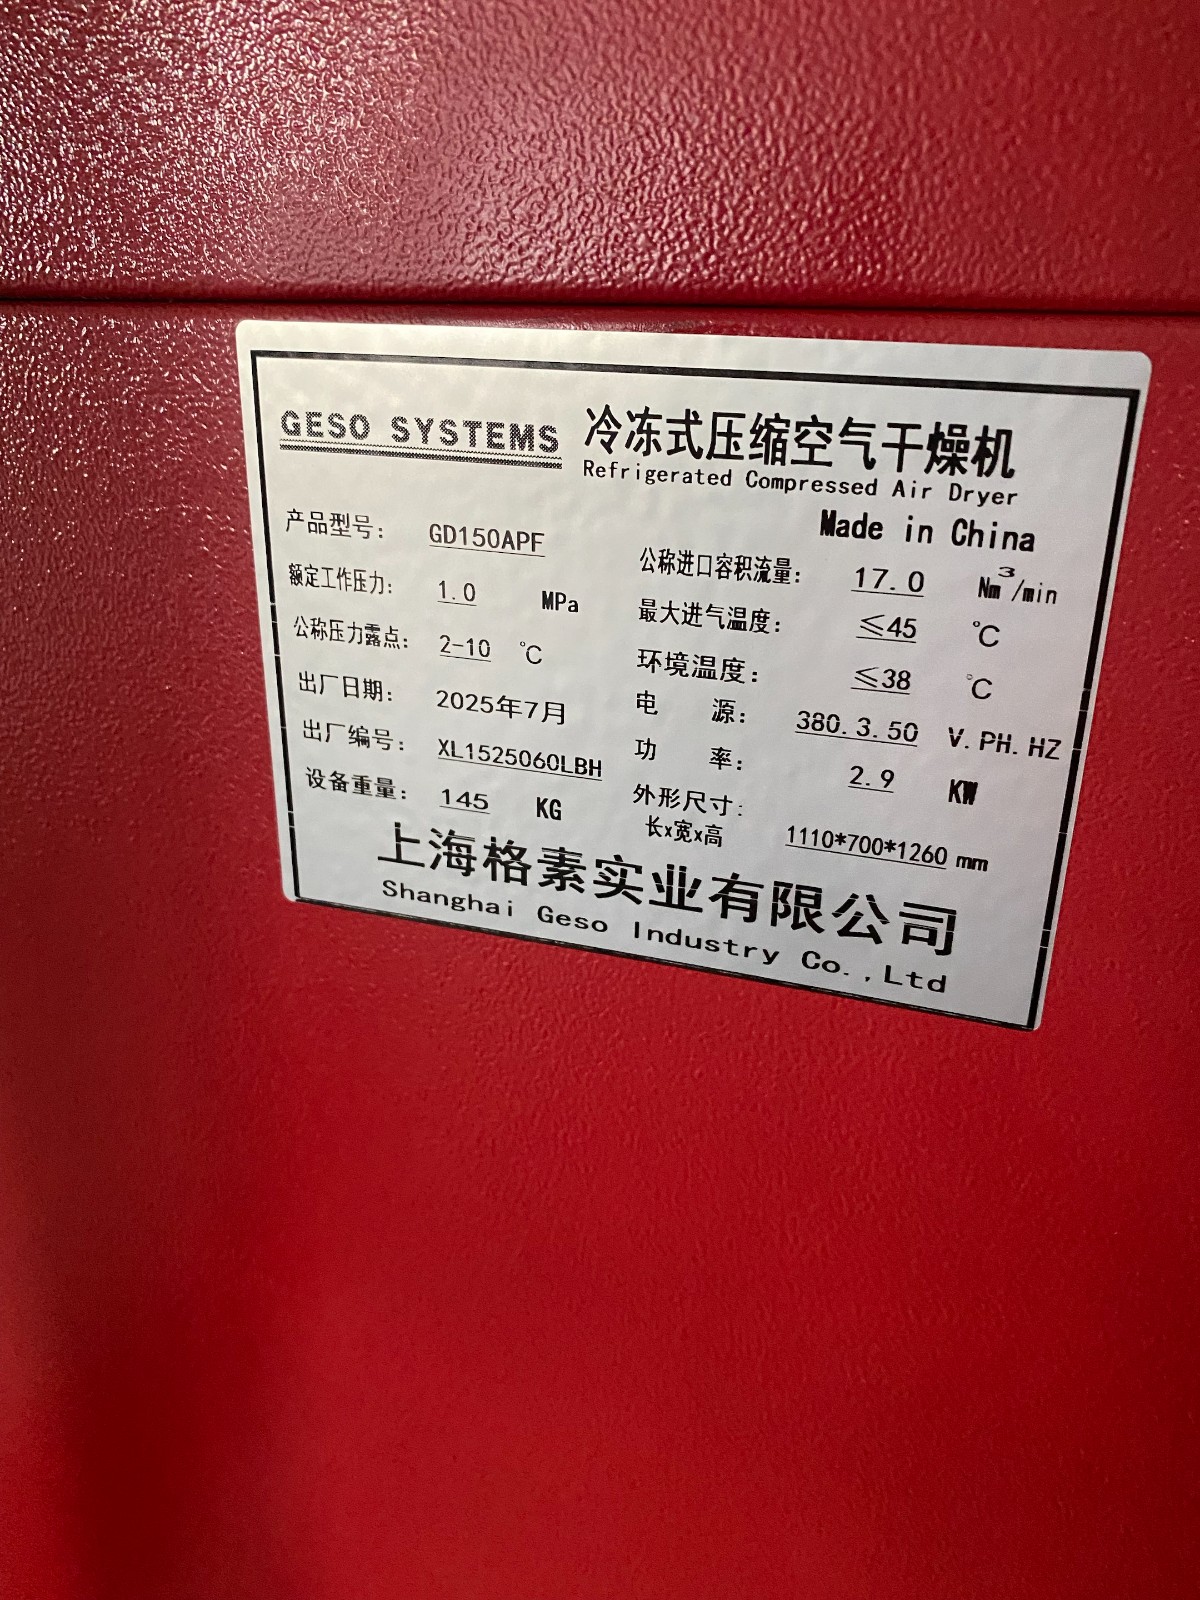 GESO SYSTEMS 冷冻式压缩空气干燥机
Refrigerated Compressed Air Dryer
Made in China
产品型号: GD150APF
额定工作压力: 1.0 MPa
公称压力露点: 2-10 ℃
出厂日期: 2025年7月
出厂编号: XL1525060LBH
设备重量: 145 KG
公称进口容积流量: 17.0 Nm³/min
最大进气温度: ≤45 ℃
环境温度: ≤38 ℃
电 源: 380.3.50 V.PH.HZ
功 率: 2.9 KW
外形尺寸:
长x宽x高 1110*700*1260 mm
上海格素实业有限公司
Shanghai Geso Industry Co.,Ltd